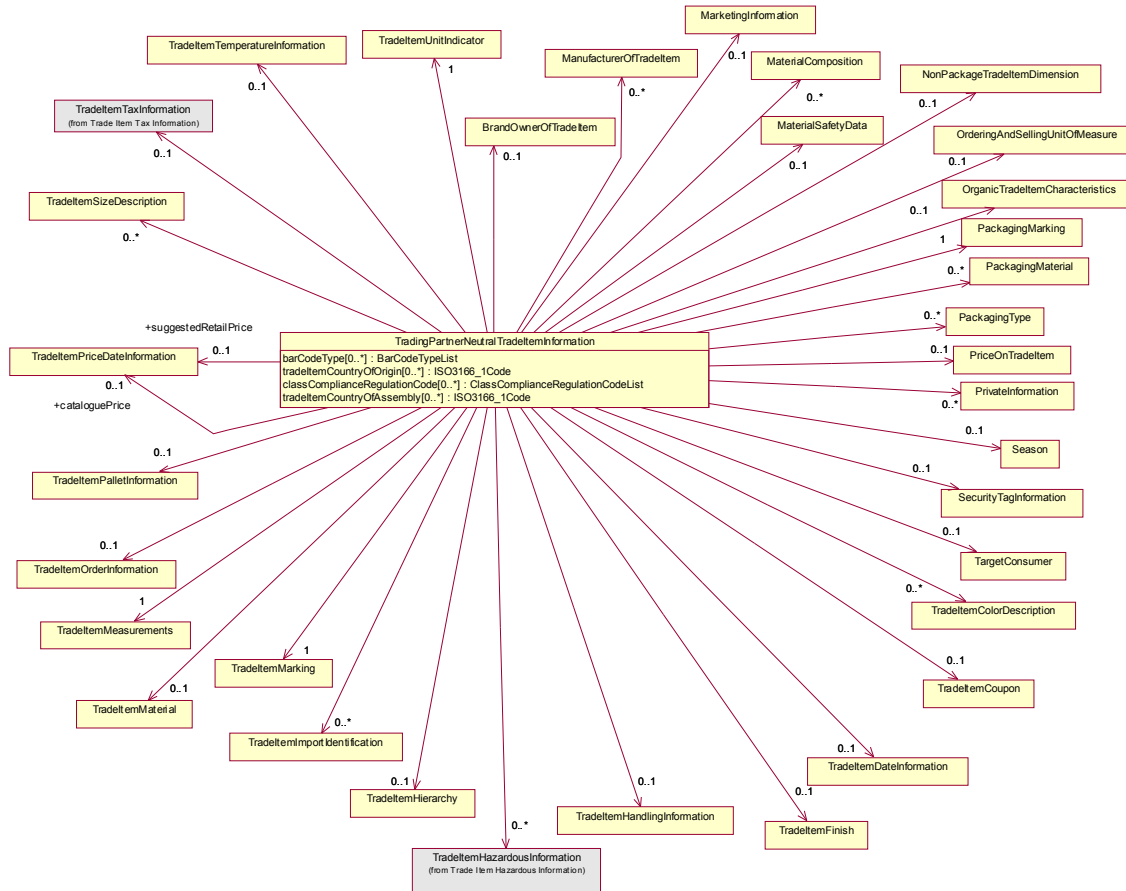 MarketingInformation
0..1
TradeItemTemperatureInformation
0..1
TradeItemUnitIndicator
1
ManufacturerOfTradeItem
0..*
MaterialComposition
0..*
NonPackageTradeItemDimension
0..1
TradeItemTaxInformation
(from Trade Item Tax Information)
0..1
BrandOwnerOfTradeItem
0..1
MaterialSafetyData
0..1
OrderingAndSellingUnitOfMeasure
0..1
TradeItemSizeDescription
0..*
OrganicTradeItemCharacteristics
0..1
PackagingMarking
1
PackagingMaterial
0..*
PackagingType
0..*
+suggestedRetailPrice
TradeItemPriceDateInformation
0..1
0..1
+cataloguePrice
TradingPartnerNeutralTradeItemInformation
barCodeType[0..*] : BarCodeTypeList
tradeItemCountryOfOrigin[0..*] : ISO3166_1Code
classComplianceRegulationCode[0..*] : ClassComplianceRegulationCodeList
tradeItemCountryOfAssembly[0..*] : ISO3166_1Code
PriceOnTradeItem
0..1
PrivateInformation
0..*
0..1
Season
0..1
TradeItemPalletInformation
0..1
SecurityTagInformation
0..1
TradeItemOrderInformation
0..1
TargetConsumer
1
TradeItemMeasurements
0..*
TradeItemColorDescription
1
TradeItemMarking
0..1
TradeItemMaterial
0..1
TradeItemCoupon
0..*
TradeItemImportIdentification
0..1
TradeItemDateInformation
0..1
TradeItemHierarchy
0..1
TradeItemHandlingInformation
0..1
TradeItemFinish
0..*
TradeItemHazardousInformation
(from Trade Item Hazardous Information)